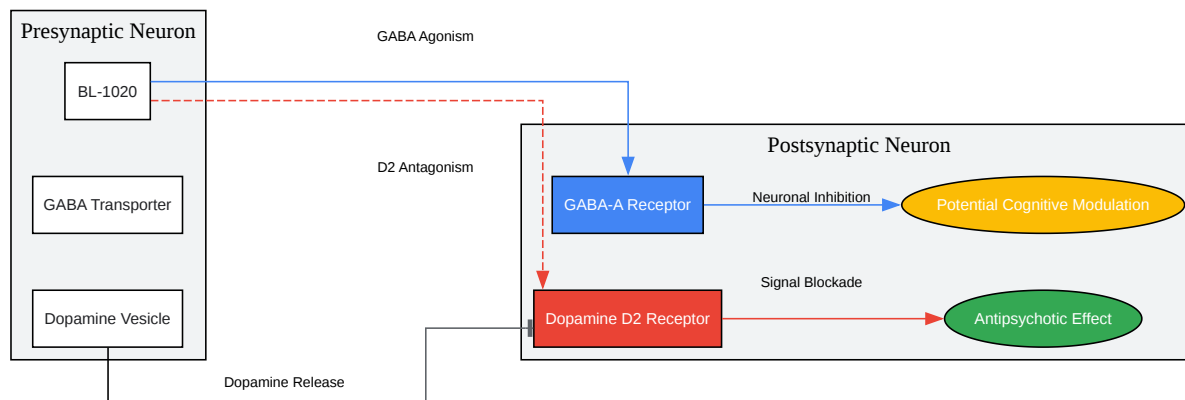 Presynaptic Neuron
GABA Agonism
BL-1020
Postsynaptic Neuron
D2 Antagonism
GABA Transporter
GABA-A Receptor
Neuronal Inhibition
Potential Cognitive Modulation
Signal Blockade
Dopamine Vesicle
Dopamine D2 Receptor
Antipsychotic Effect
Dopamine Release